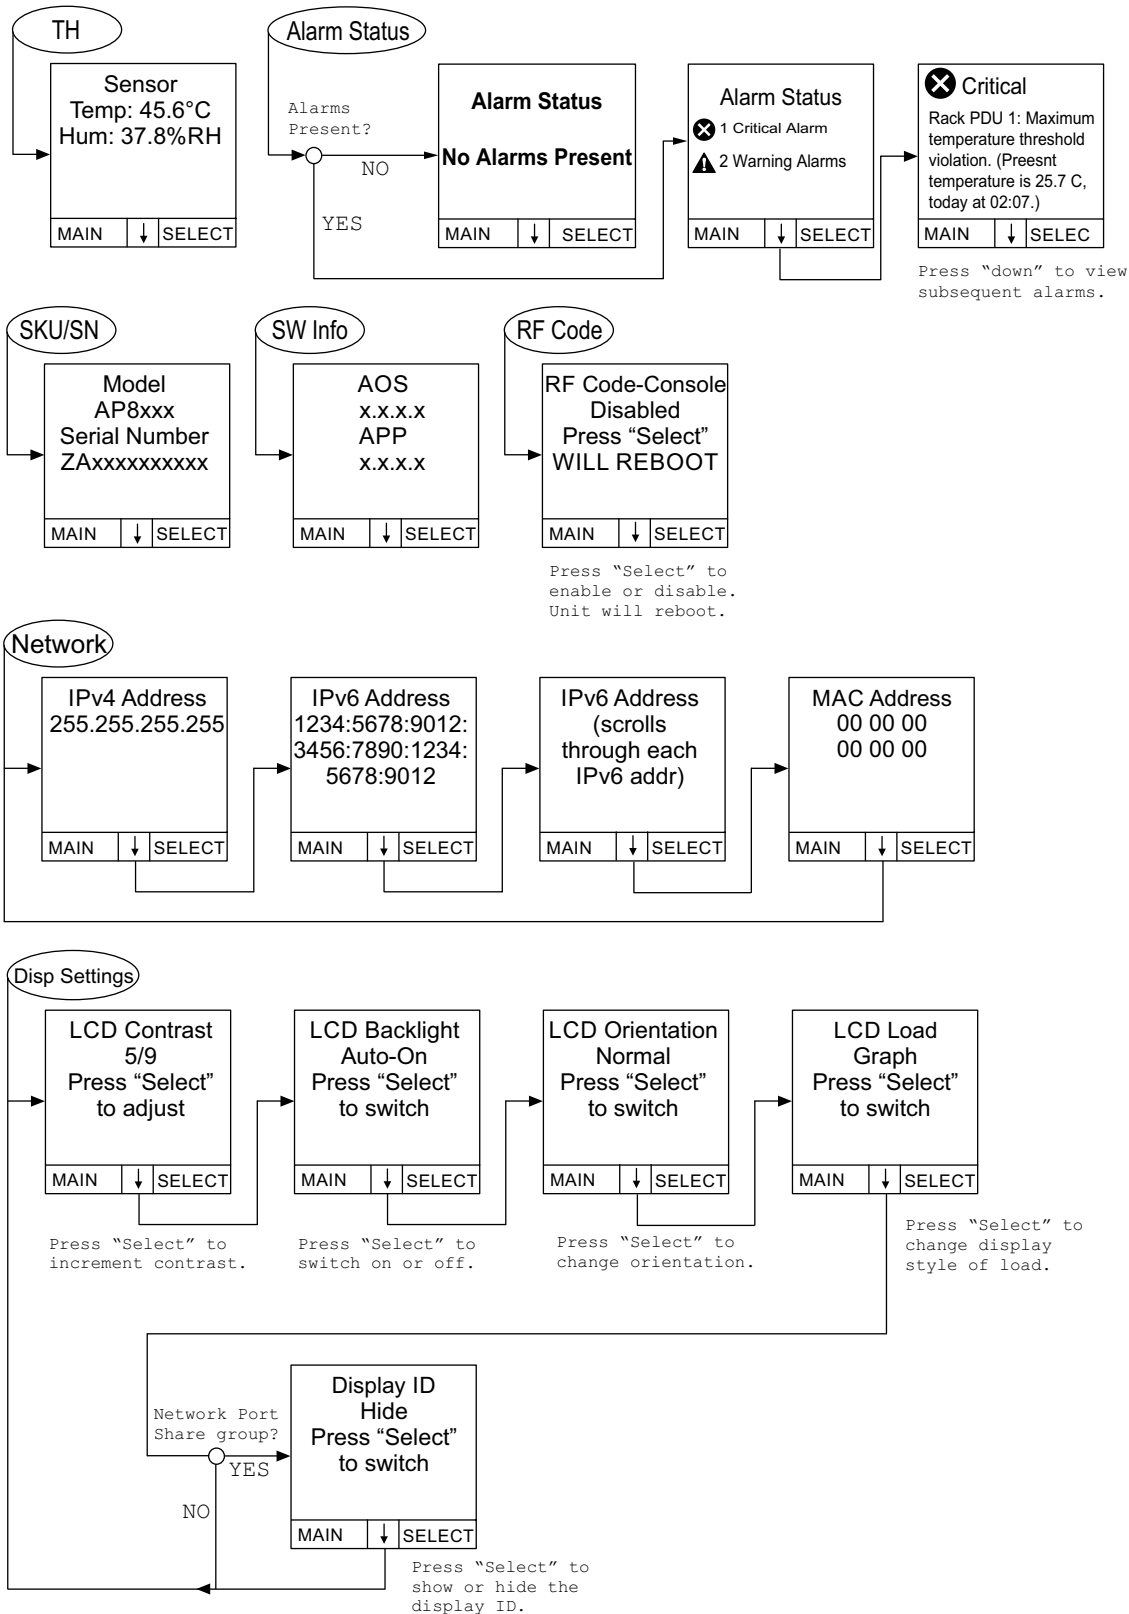 TH
Sensor
Temp: 45.6°C
Hum: 37.8%RH
MAIN ↓ SELECT
Alarm Status
Alarms
Present?
NO
YES
Alarm Status
No Alarms Present
MAIN ↓ SELECT
Alarm Status
1 Critical Alarm
2 Warning Alarms
MAIN ↓ SELECT
Critical
Rack PDU 1: Maximum
temperature threshold
violation. (Preesnt
temperature is 25.7 C,
today at 02:07.)
MAIN ↓ SELEC
Press “down” to view
subsequent alarms.
SKU/SN
Model
AP8xxx
Serial Number
ZAxxxxxxxxxx
MAIN ↓ SELECT
SW Info
AOS
x.x.x.x
APP
x.x.x.x
MAIN ↓ SELECT
RF Code
RF Code-Console
Disabled
Press “Select”
WILL REBOOT
MAIN ↓ SELECT
Press “Select” to
enable or disable.
Unit will reboot.
Network
IPv4 Address
255.255.255.255
MAIN ↓ SELECT
IPv6 Address
1234:5678:9012:
3456:7890:1234:
5678:9012
MAIN ↓ SELECT
IPv6 Address
(scrolls
through each
IPv6 addr)
MAIN ↓ SELECT
MAC Address
00 00 00
00 00 00
MAIN ↓ SELECT
Disp Settings
LCD Contrast
5/9
Press “Select”
to adjust
MAIN ↓ SELECT
Press “Select” to
increment contrast.
LCD Backlight
Auto-On
Press “Select”
to switch
MAIN ↓ SELECT
Press “Select” to
switch on or off.
LCD Orientation
Normal
Press “Select”
to switch
MAIN ↓ SELECT
Press “Select” to
change orientation.
LCD Load
Graph
Press “Select”
to switch
MAIN ↓ SELECT
Press “Select” to
change display
style of load.
Network Port
Share group?
YES
NO
Display ID
Hide
Press “Select”
to switch
MAIN ↓ SELECT
Press “Select” to
show or hide the
display ID.